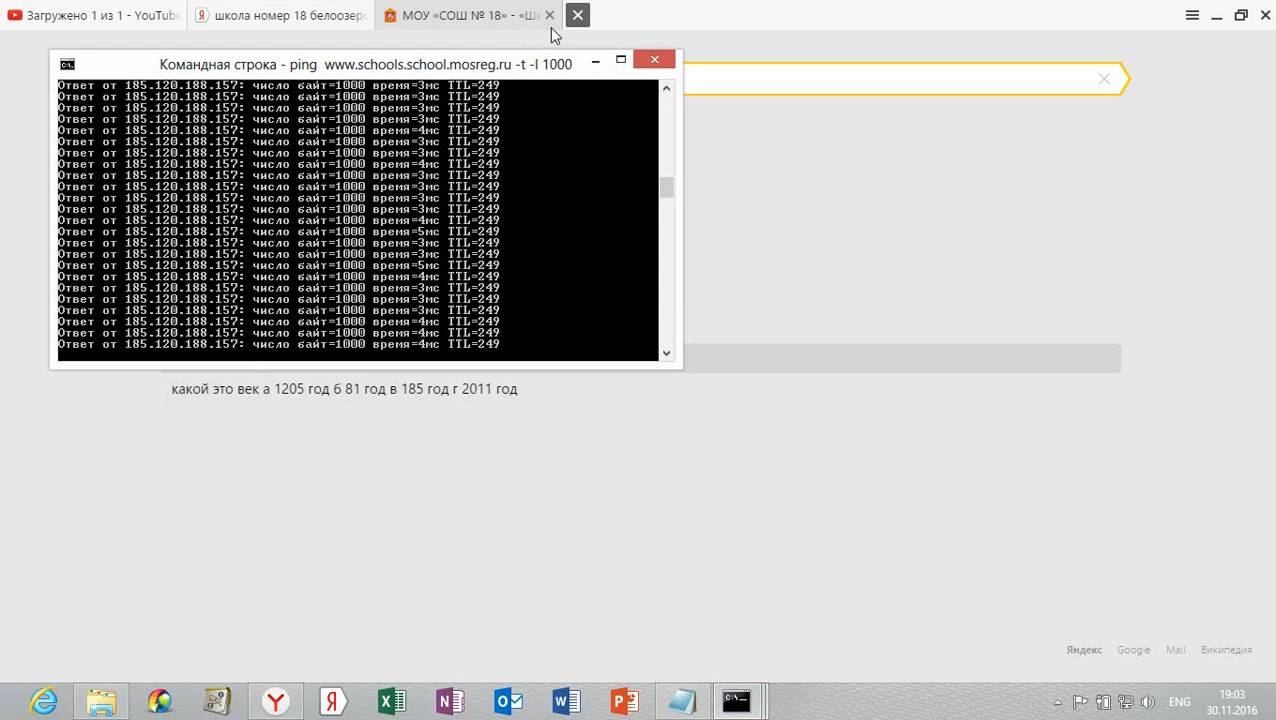 Загружено 1 из 1 - YouTube
школа номер 18 белоозерс
МОУ «СОШ № 18» - «Шк
Командная строка - ping www.schools.school.mosreg.ru -t -l 1000
Ответ от 185.120.188.157: число байт=1000 время=3мс TTL=249
Ответ от 185.120.188.157: число байт=1000 время=3мс TTL=249
Ответ от 185.120.188.157: число байт=1000 время=3мс TTL=249
Ответ от 185.120.188.157: число байт=1000 время=3мс TTL=249
Ответ от 185.120.188.157: число байт=1000 время=4мс TTL=249
Ответ от 185.120.188.157: число байт=1000 время=3мс TTL=249
Ответ от 185.120.188.157: число байт=1000 время=3мс TTL=249
Ответ от 185.120.188.157: число байт=1000 время=4мс TTL=249
Ответ от 185.120.188.157: число байт=1000 время=3мс TTL=249
Ответ от 185.120.188.157: число байт=1000 время=3мс TTL=249
Ответ от 185.120.188.157: число байт=1000 время=3мс TTL=249
Ответ от 185.120.188.157: число байт=1000 время=3мс TTL=249
Ответ от 185.120.188.157: число байт=1000 время=4мс TTL=249
Ответ от 185.120.188.157: число байт=1000 время=5мс TTL=249
Ответ от 185.120.188.157: число байт=1000 время=3мс TTL=249
Ответ от 185.120.188.157: число байт=1000 время=3мс TTL=249
Ответ от 185.120.188.157: число байт=1000 время=5мс TTL=249
Ответ от 185.120.188.157: число байт=1000 время=4мс TTL=249
Ответ от 185.120.188.157: число байт=1000 время=3мс TTL=249
Ответ от 185.120.188.157: число байт=1000 время=3мс TTL=249
Ответ от 185.120.188.157: число байт=1000 время=4мс TTL=249
Ответ от 185.120.188.157: число байт=1000 время=4мс TTL=249
Ответ от 185.120.188.157: число байт=1000 время=4мс TTL=249
Ответ от 185.120.188.157: число байт=1000 время=4мс TTL=249
какой это век а 1205 год 6 81 год в 185 год г 2011 год
Яндекс Google Mail Википедия
ENG
19:03
30.11.2016